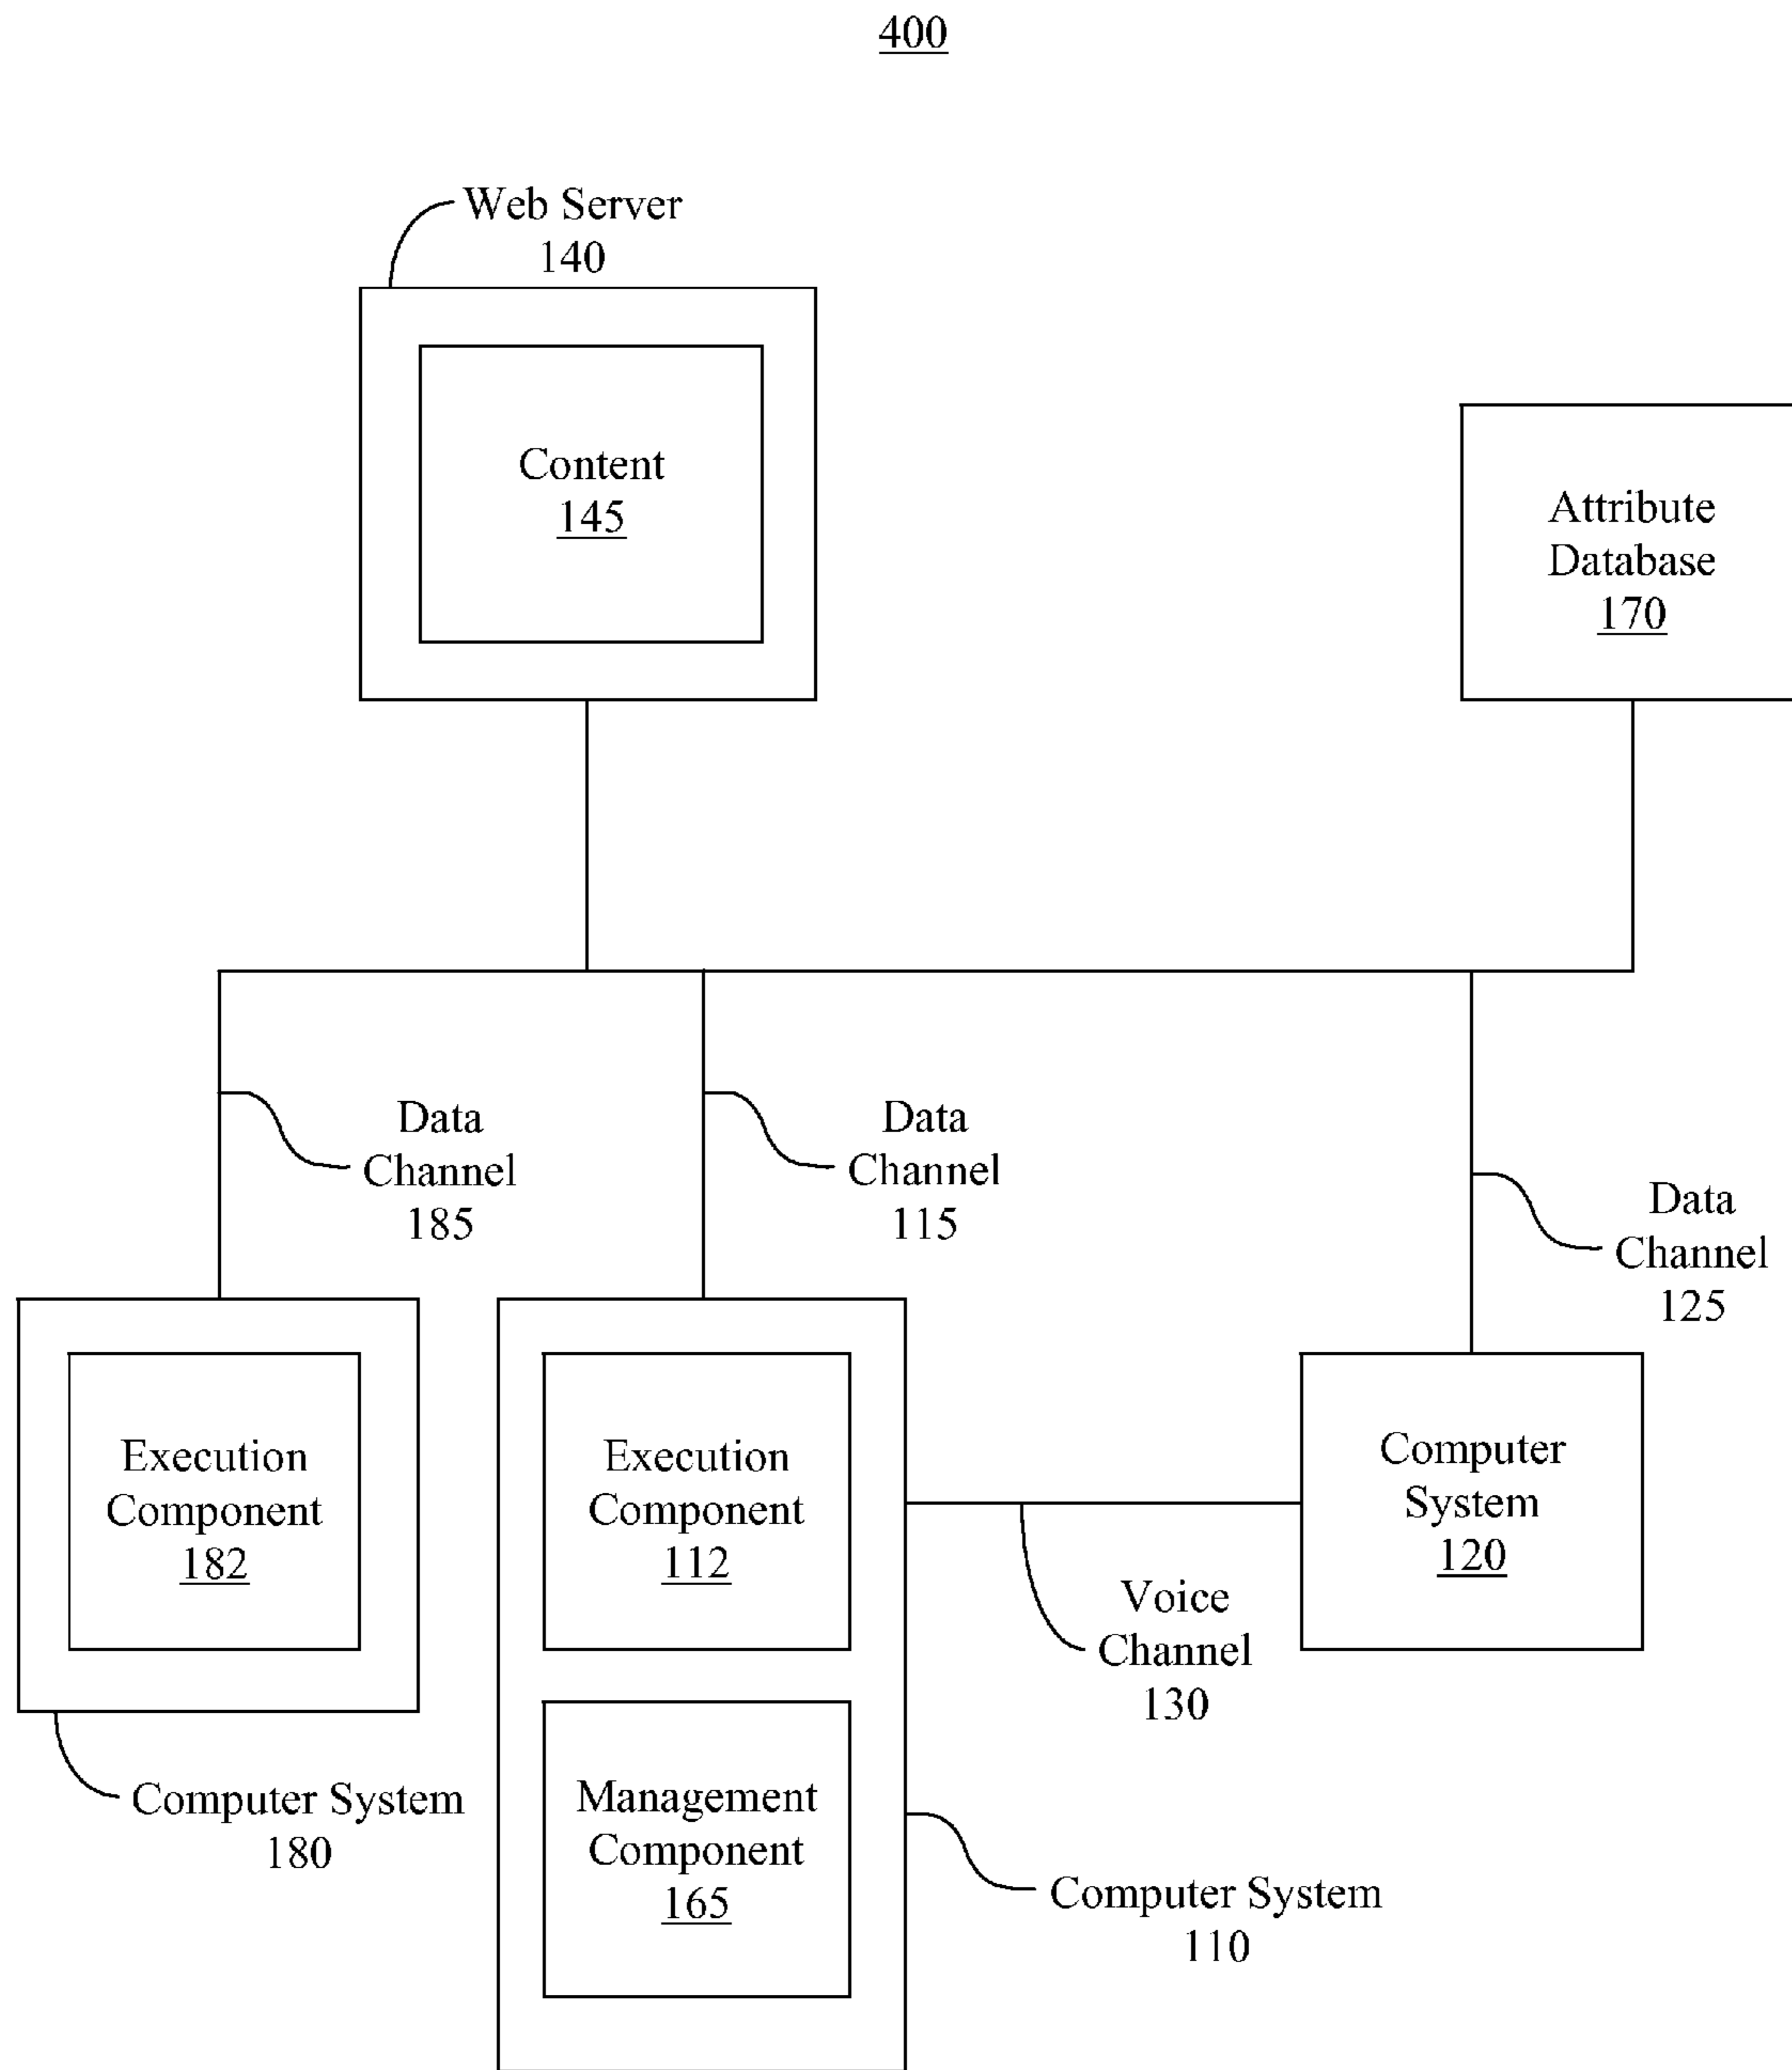 400
Web Server
140
Content
145
Attribute
Database
170
Data
Channel
185
Data
Channel
115
Data
Channel
125
Execution
Component
182
Execution
Component
112
Computer
System
120
Voice
Channel
130
Management
Component
165
Computer System
180
Computer System
110